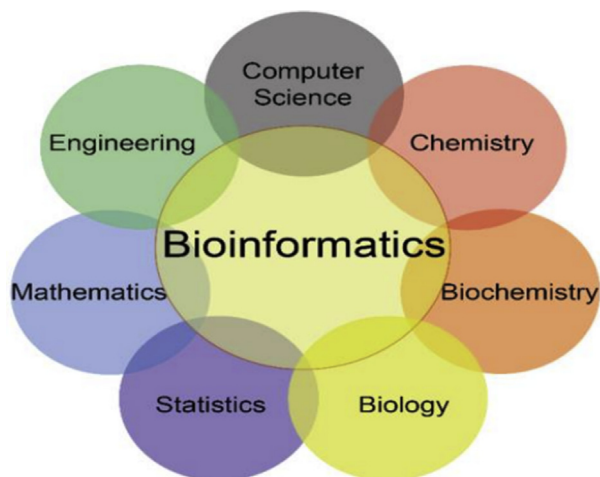 Computer
Science
Engineering
Chemistry
Bioinformatics
Mathematics
Biochemistry
Statistics
Biology